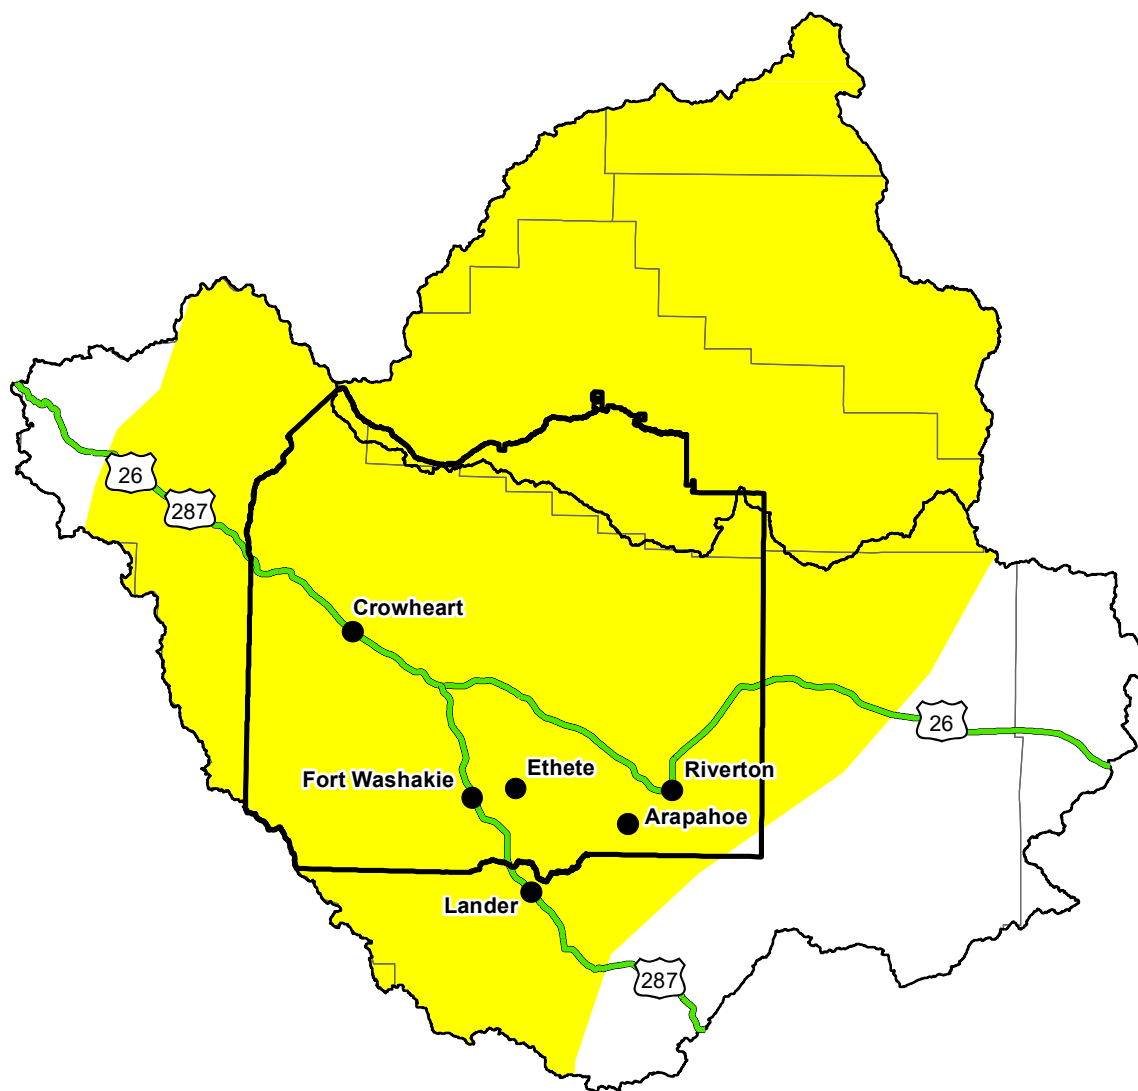 26
287
Crowheart
26
Ethete
Riverton
Fort Washakie
Arapahoe
Lander
287